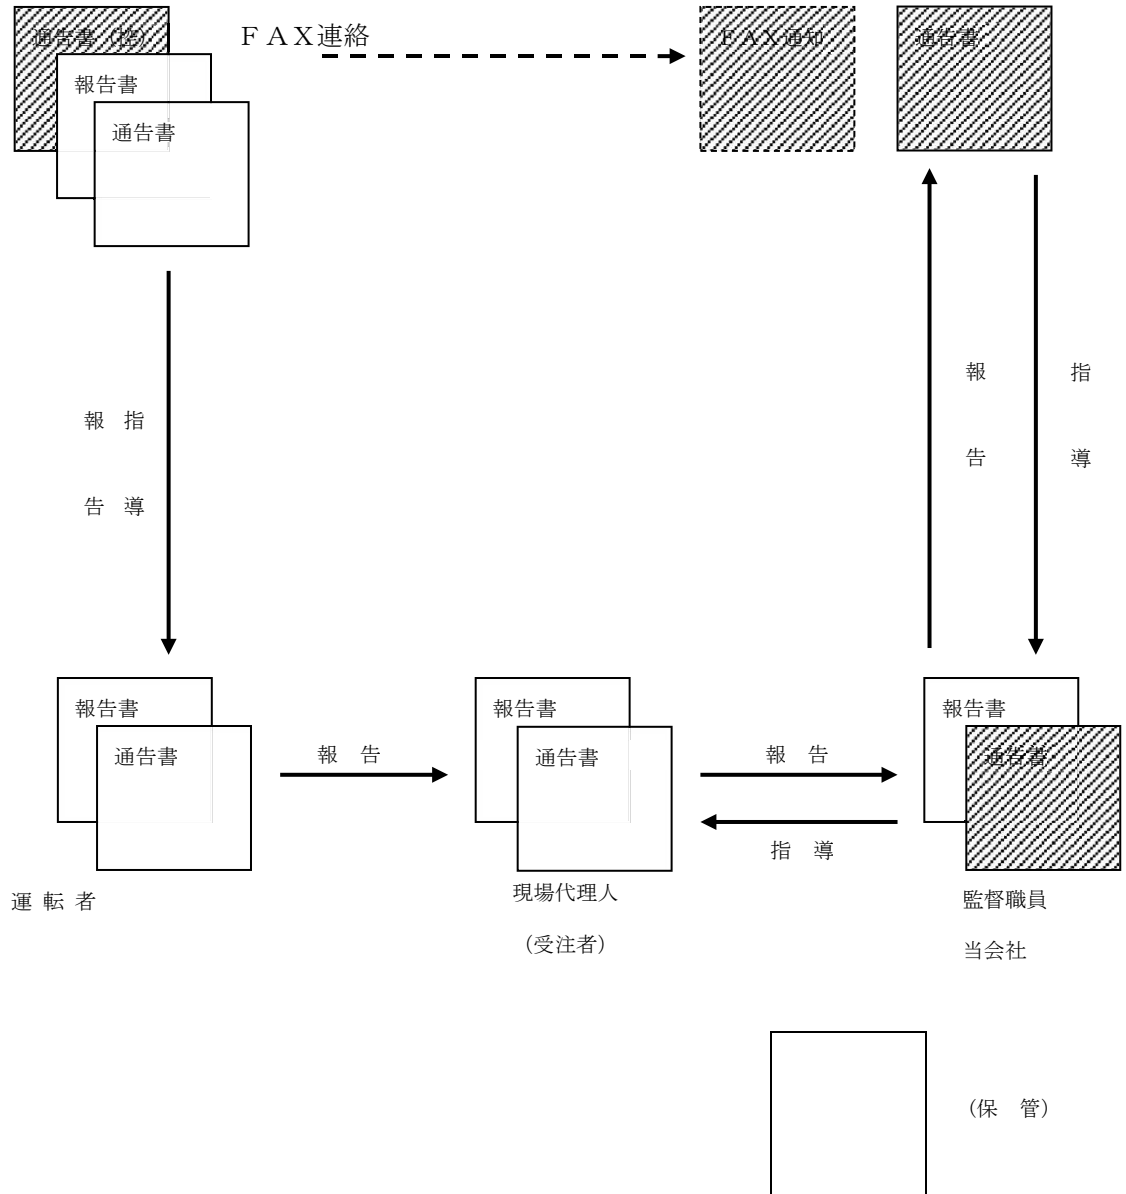 通告書（控）
ＦＡＸ連絡
ＦＡＸ通知
通告書
報告書
通告書
報告
指導
報告
指導
報告書
通告書
報　告
報告書
通告書
報　告
指　導
報告書
通告書
運 転 者
現場代理人
（受注者）
監督職員
当会社
（保　管）